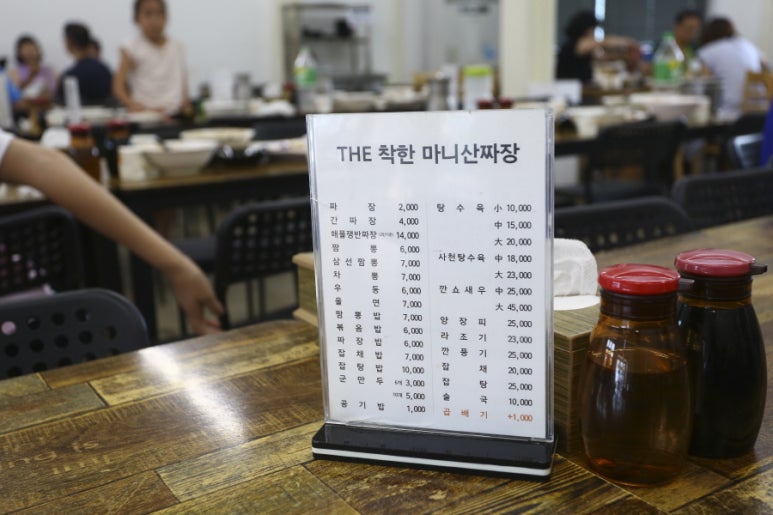 THE 착한 마니산짜장
짜 장 2,000
간 짜 장 4,000
매물쟁반짜장 14,000
짬 뽕 6,000
삼 선 짬 뽕 7,000
차 뽕 7,000
우 동 6,000
울 면 7,000
짬 뽕 밥 7,000
볶 음 밥 6,000
짜 장 밥 6,000
잡 채 밥 7,000
잡 탕 밥 10,000
군 만 두 6개 3,000
10개 5,000
공 기 밥 1,000
탕 수 육 小 10,000
中 15,000
大 20,000
사천탕수육 中 18,000
大 23,000
깐 쇼 새 우 中 25,000
大 45,000
양 장 피 25,000
라 조 기 23,000
깐 풍 기 25,000
잡 채 20,000
잡 탕 25,000
술 국 10,000
곱 배 기 +1,000